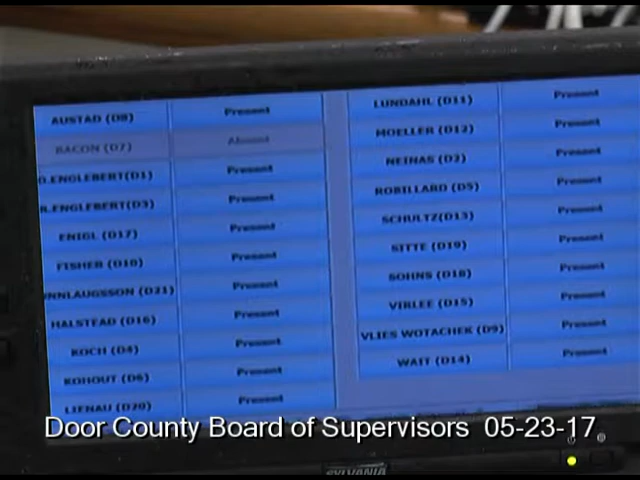 AUSTAD (D8) Present
BACON (D7) Absent
D.ENGLEBERT(D1) Present
R.ENGLEBERT(D3) Present
ENIGL (D17) Present
FISHER (D10) Present
NNLAUGSSON (D21) Present
HALSTEAD (D16) Present
KOCH (D4) Present
KOHOUT (D6) Present
LIENAU (D20) Present
LUNDAHL (D11) Present
MOELLER (D12) Present
NEINAS (D2) Present
ROBILLARD (D5) Present
SCHULTZ(D13) Present
SITTE (D19) Present
SOHNS (D18) Present
VIRLEE (D15) Present
VLIES WOTACHEK (D9) Present
WAIT (D14) Present
Door County Board of Supervisors 05-23-17
SYLVANIA